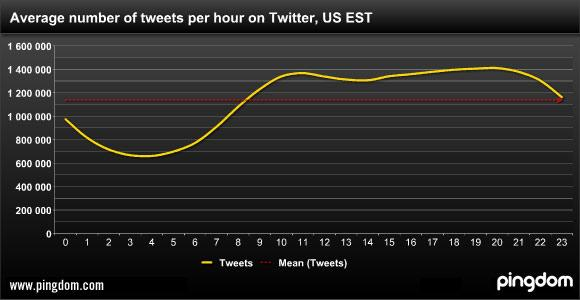 Average number of tweets per hour on Twitter, US EST
1 600 000
1 400 000
1 200 000
1 000 000
800 000
600 000
400 000
200 000
0
0 1 2 3 4 5 6 7 8 9 10 11 12 13 14 15 16 17 18 19 20 21 22 23
Tweets Mean (Tweets)
www.pingdom.com pingdom